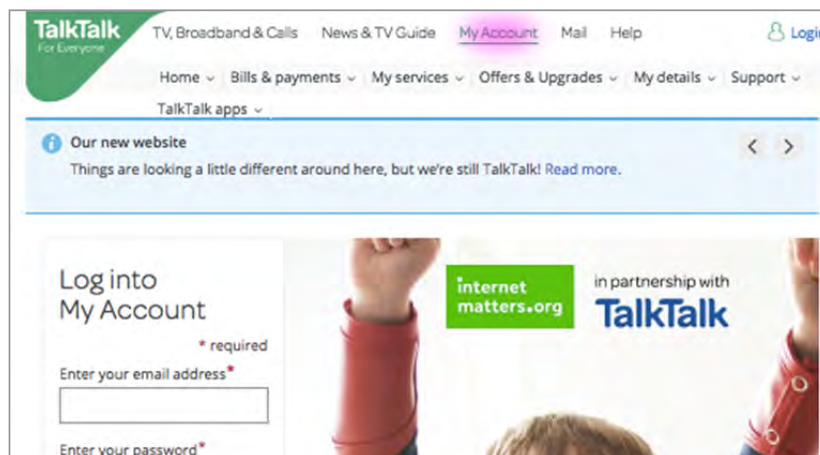 TalkTalk
For Everyone
TV, Broadband & Calls News & TV Guide My Account Mail Help Login
Home Bills & payments My services Offers & Upgrades My details Support
TalkTalk apps
Our new website
Things are looking a little different around here, but we're still TalkTalk! Read more.
Log into
My Account
* required
Enter your email address*
Enter your password*
internet
matters.org
in partnership with
TalkTalk